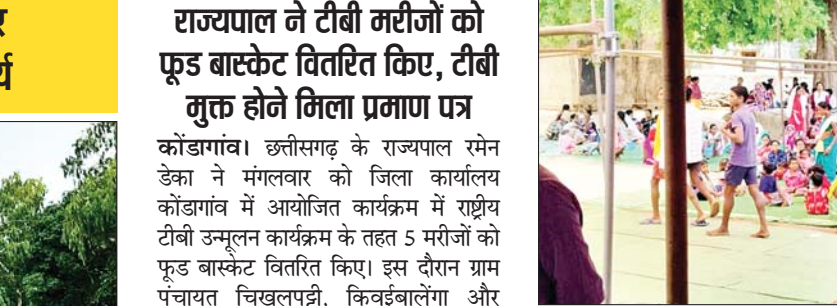 र
र्य
राज्यपाल ने टीबी मरीजों को
फूड बास्केट वितरित किए, टीबी
मुक्त होने मिला प्रमाण पत्र
कोंडागांव। छत्तीसगढ़ के राज्यपाल रमेन
डेका ने मंगलवार को जिला कार्यालय
कोंडागांव में आयोजित कार्यक्रम में राष्ट्रीय
टीबी उन्मूलन कार्यक्रम के तहत 5 मरीजों को
फूड बास्केट वितरित किए। इस दौरान ग्राम
पंचायत चिखलपुट्टी, किवईबालेंगा और